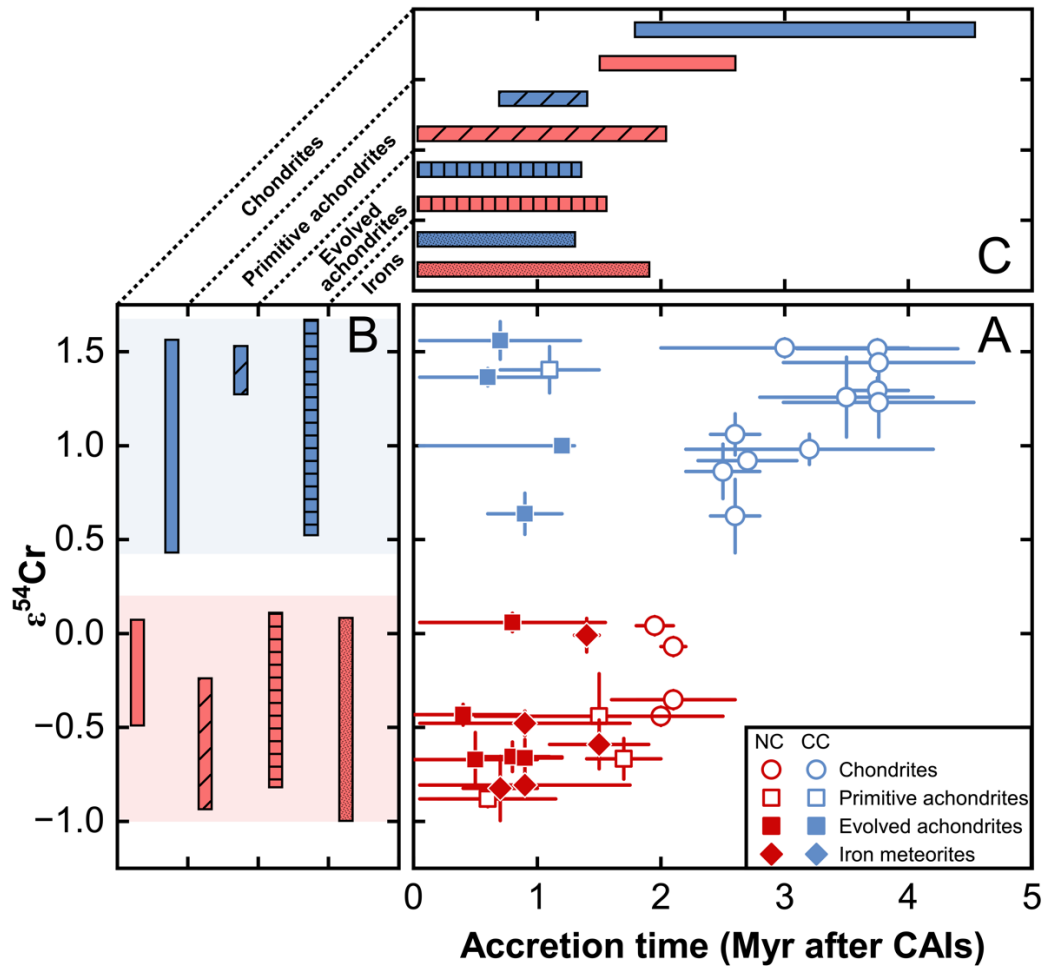 Chondrites
Primitive achondrites
Evolved
achondrites
Irons
C
B
A
1.5
1.0
0.5
0.0
−0.5
−1.0
ε54Cr
NC CC
Chondrites
Primitive achondrites
Evolved achondrites
Iron meteorites
0 1 2 3 4 5
Accretion time (Myr after CAIs)